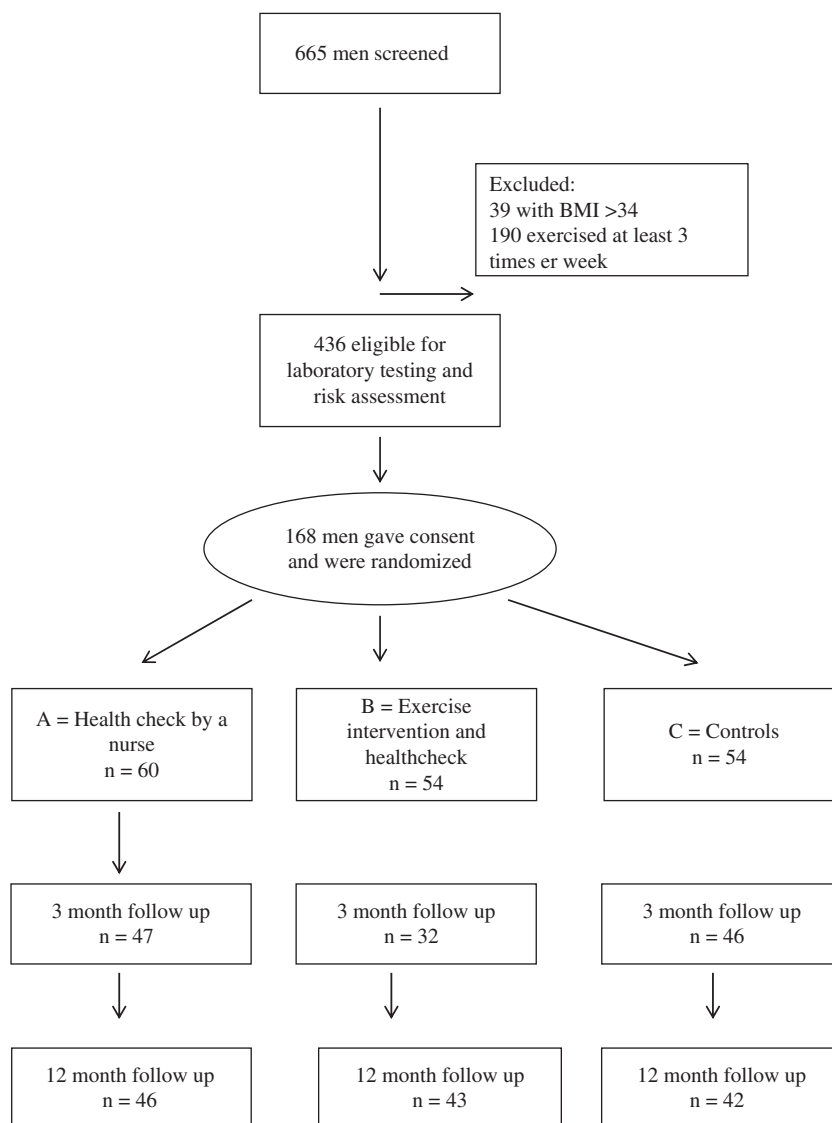 665 men screened
Excluded:
39 with BMI >34
190 exercised at least 3
times er week
436 eligible for
laboratory testing and
risk assessment
168 men gave consent
and were randomized
A = Health check by a
nurse
n = 60
B = Exercise
intervention and
healthcheck
n = 54
C = Controls
n = 54
3 month follow up
n = 47
3 month follow up
n = 32
3 month follow up
n = 46
12 month follow up
n = 46
12 month follow up
n = 43
12 month follow up
n = 42